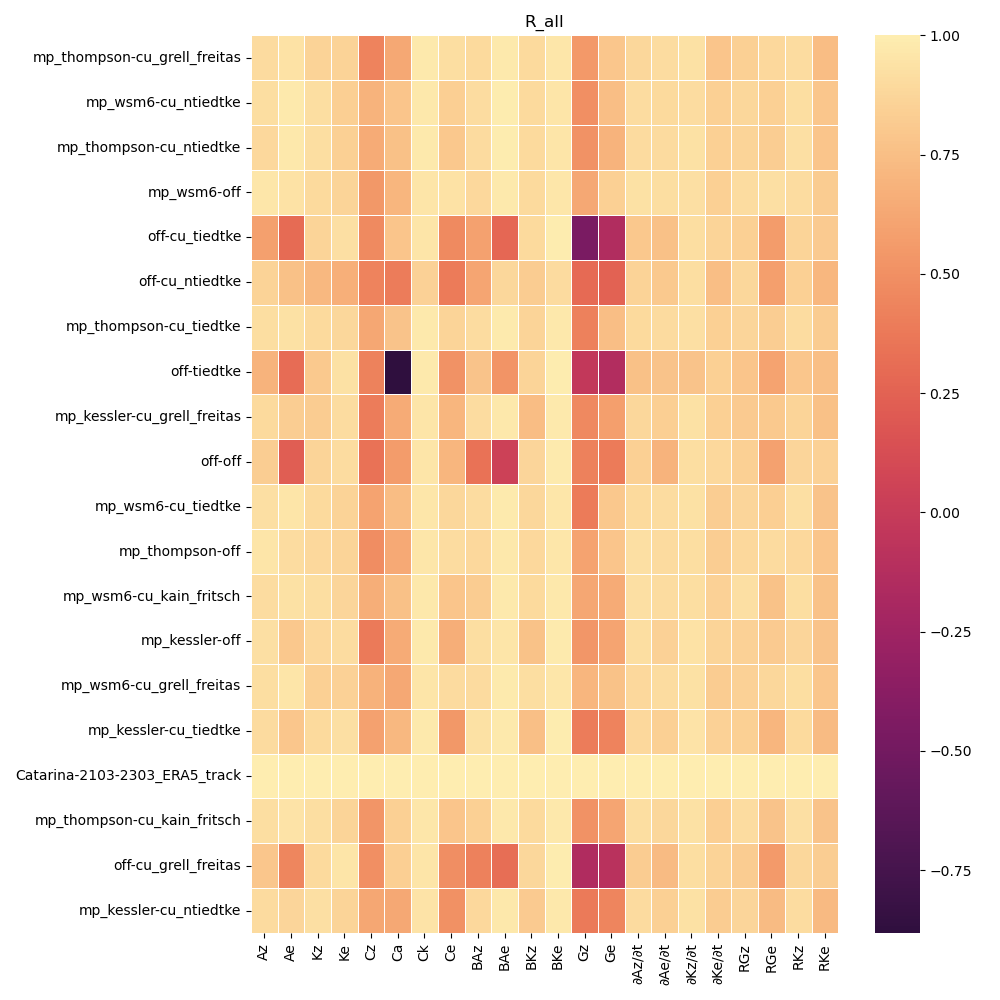 R_all
mp_thompson-cu_grell_freitas
mp_wsm6-cu_ntiedtke
mp_thompson-cu_ntiedtke
mp_wsm6-off
off-cu_tiedtke
off-cu_ntiedtke
mp_thompson-cu_tiedtke
off-tiedtke
mp_kessler-cu_grell_freitas
off-off
mp_wsm6-cu_tiedtke
mp_thompson-off
mp_wsm6-cu_kain_fritsch
mp_kessler-off
mp_wsm6-cu_grell_freitas
mp_kessler-cu_tiedtke
Catarina-2103-2303_ERA5_track
mp_thompson-cu_kain_fritsch
off-cu_grell_freitas
mp_kessler-cu_ntiedtke
Az
Ae
Kz
Ke
Cz
Ca
Ck
Ce
BAz
BAe
BKz
BKe
Gz
Ge
∂Az/∂t
∂Ae/∂t
∂Kz/∂t
∂Ke/∂t
RGz
RGe
RKz
RKe
1.00
0.75
0.50
0.25
0.00
−0.25
−0.50
−0.75